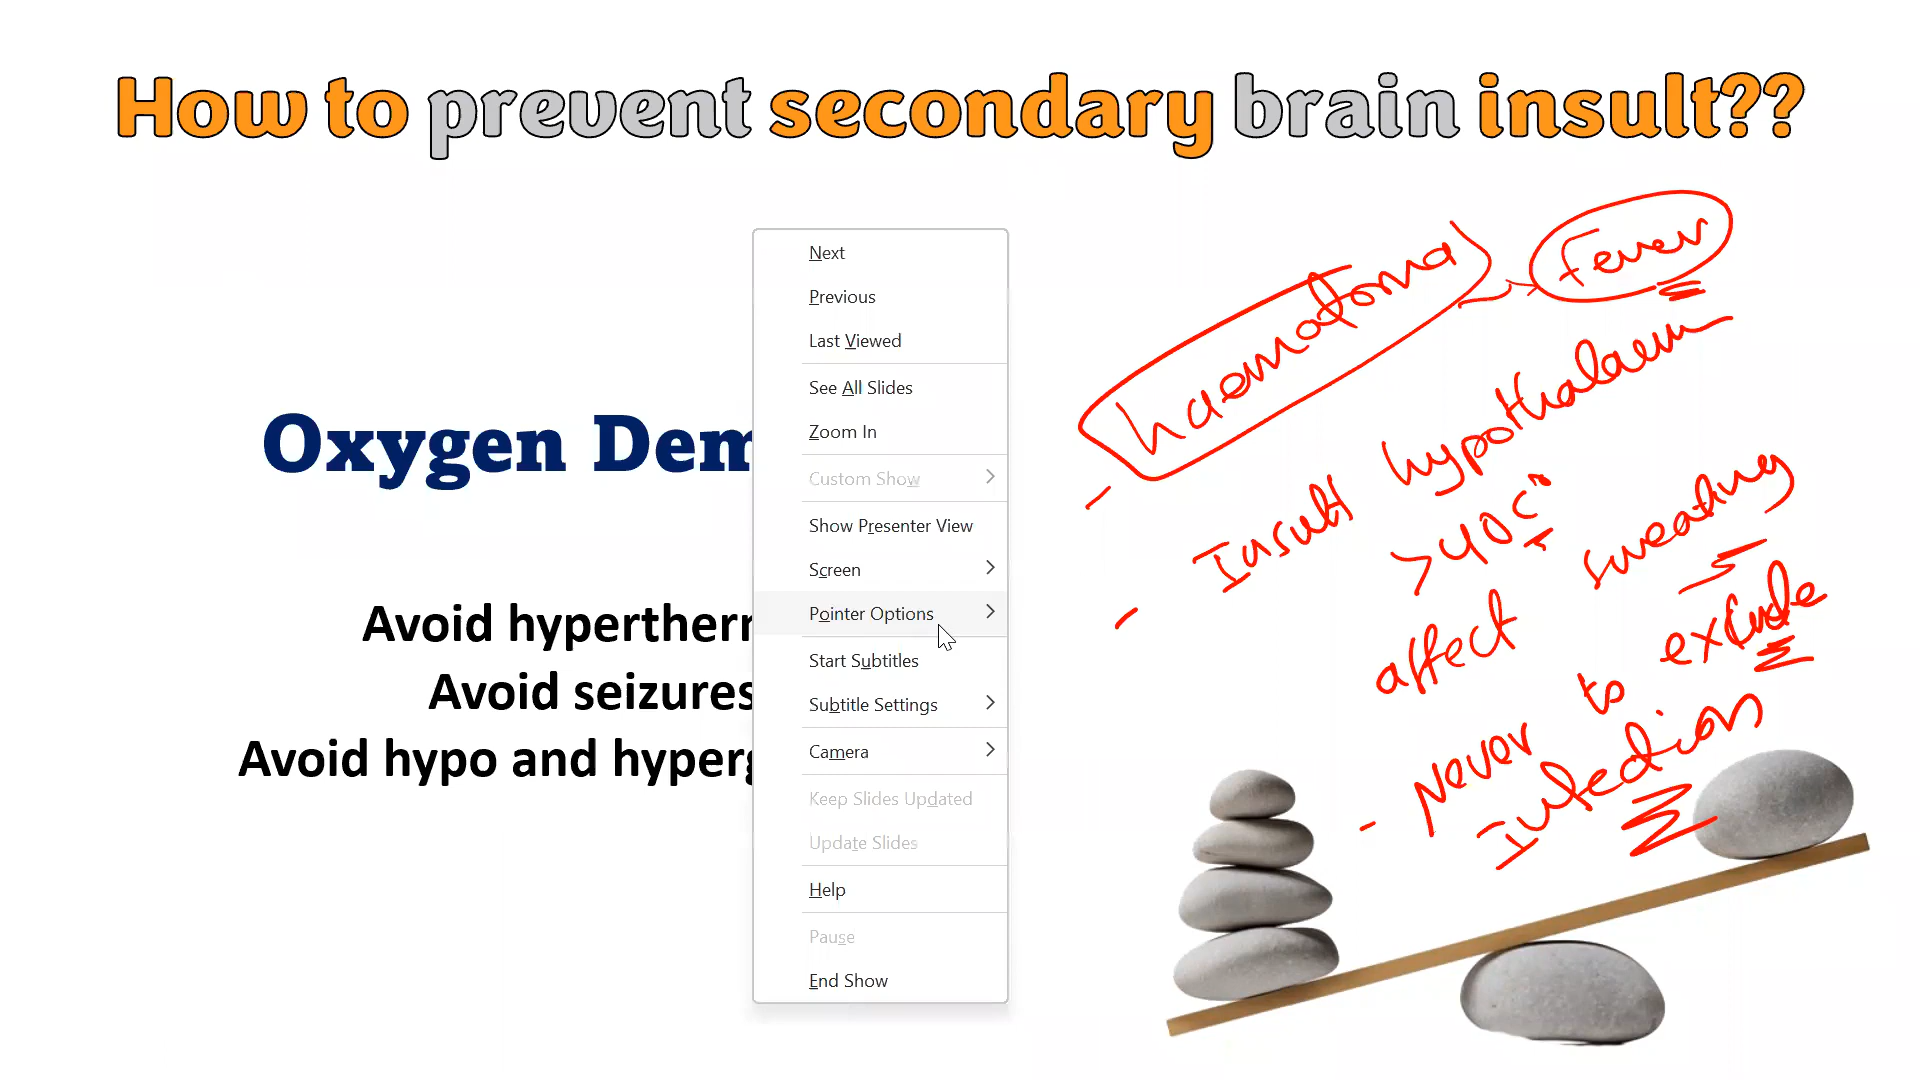 How to prevent secondary brain insult??
Oxygen Dem
Avoid hypertherr
Avoid seizures
Avoid hypo and hyperg
Next
Previous
Last Viewed
See All Slides
Zoom In
Custom Show
Show Presenter View
Screen
Pointer Options
Start Subtitles
Subtitle Settings
Camera
Keep Slides Updated
Update Slides
Help
Pause
End Show
haematoma
Fever
- Insult hypothalam
>40C°
- affect sweating
- Never to exclude
Infection